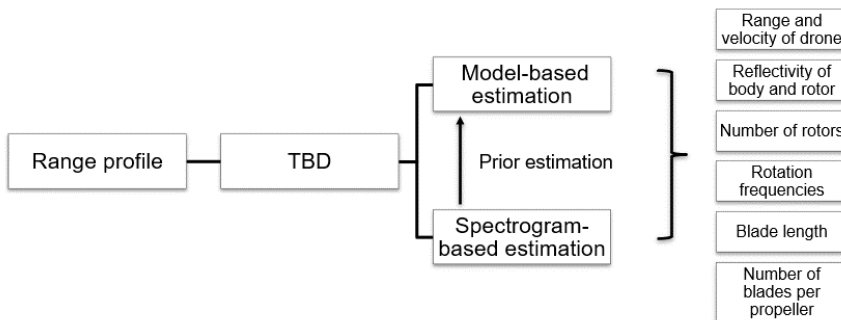 Range profile
TBD
Model-based
estimation
Prior estimation
Spectrogram-
based estimation
Range and
velocity of drone
Reflectivity of
body and rotor
Number of rotors
Rotation
frequencies
Blade length
Number of
blades per
propeller